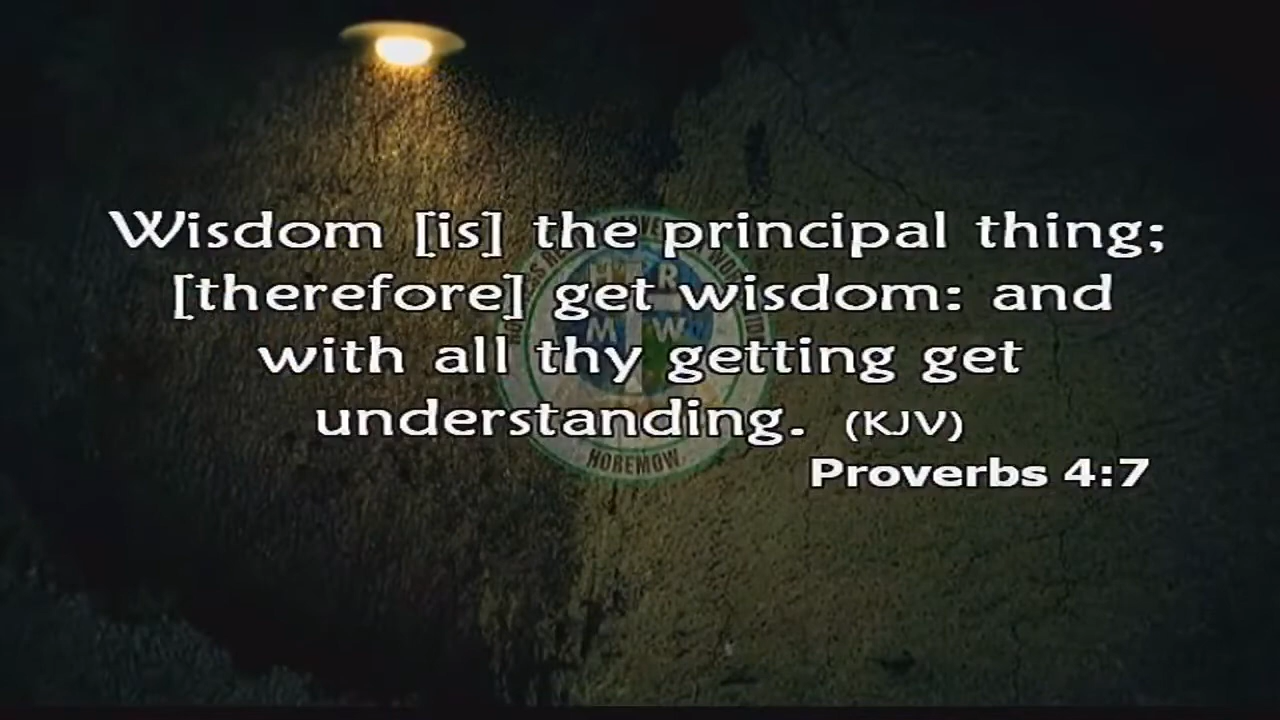 Wisdom [is] the principal thing;
[therefore] get wisdom: and
with all thy getting get
understanding. (KJV)
Proverbs 4:7
H T R
M W
HOREMOW